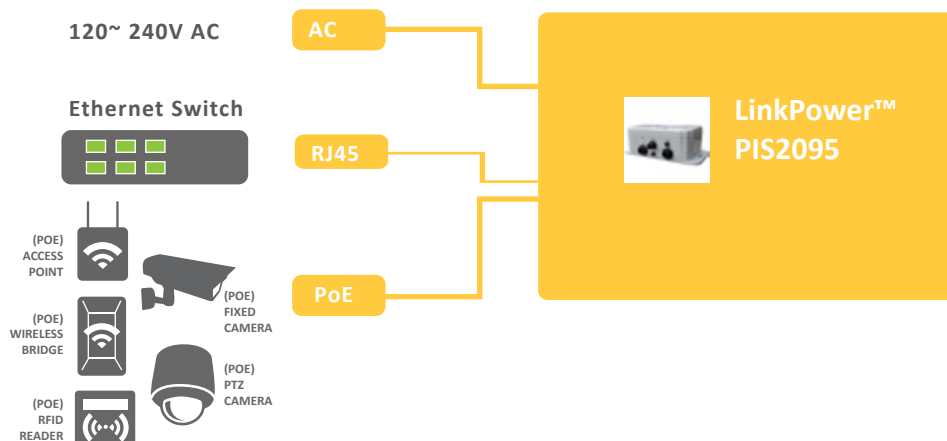 120~ 240V AC
AC
Ethernet Switch
RJ45
LinkPower™
PIS2095
(POE)
ACCESS
POINT
(POE)
FIXED
CAMERA
PoE
(POE)
WIRELESS
BRIDGE
(POE)
PTZ
CAMERA
(POE)
RFID
READER